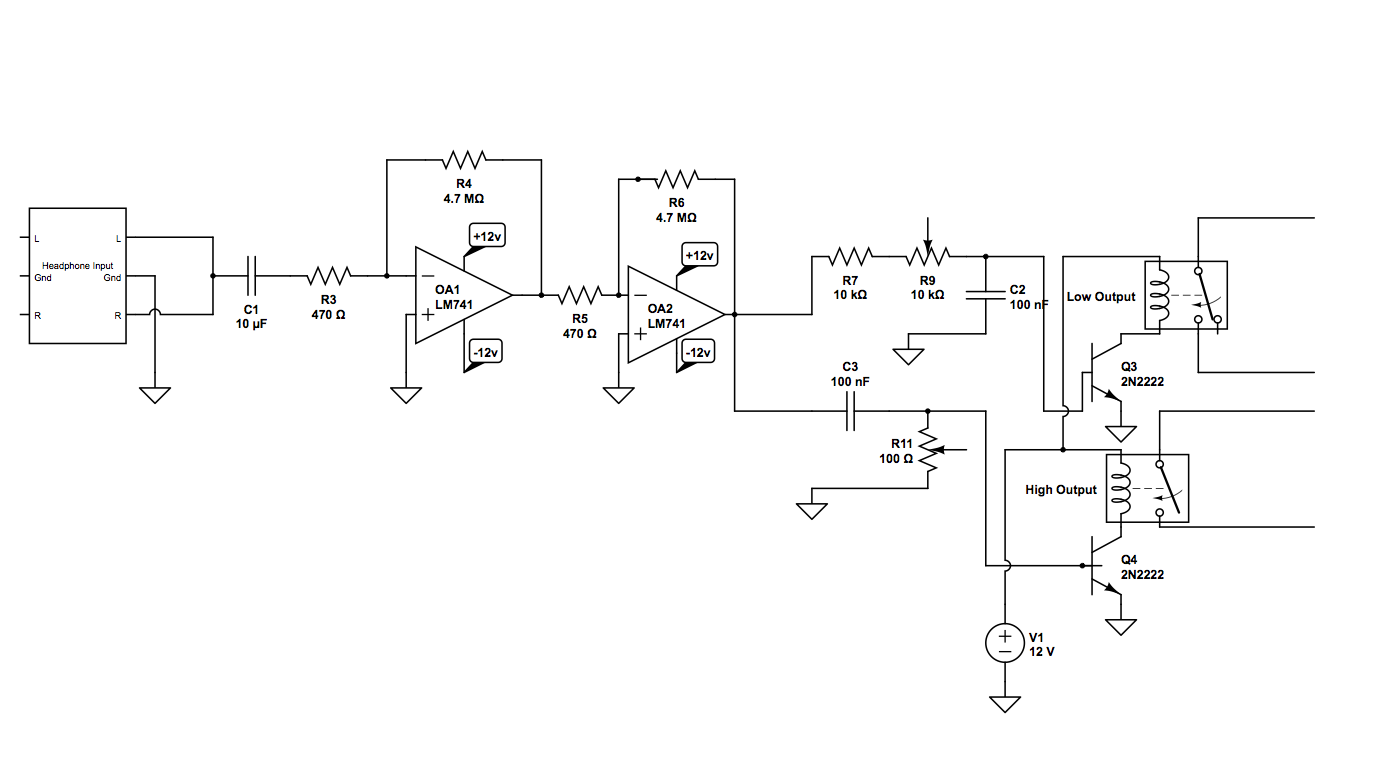 L
L
Headphone Input
Gnd
Gnd
R
R
C1
10 µF
R3
470 Ω
R4
4.7 MΩ
+12v
OA1
LM741
-12v
R5
470 Ω
R6
4.7 MΩ
+12v
OA2
LM741
-12v
R7
10 kΩ
R9
10 kΩ
C2
100 nF
Low Output
Q3
2N2222
C3
100 nF
R11
100 Ω
High Output
Q4
2N2222
V1
12 V